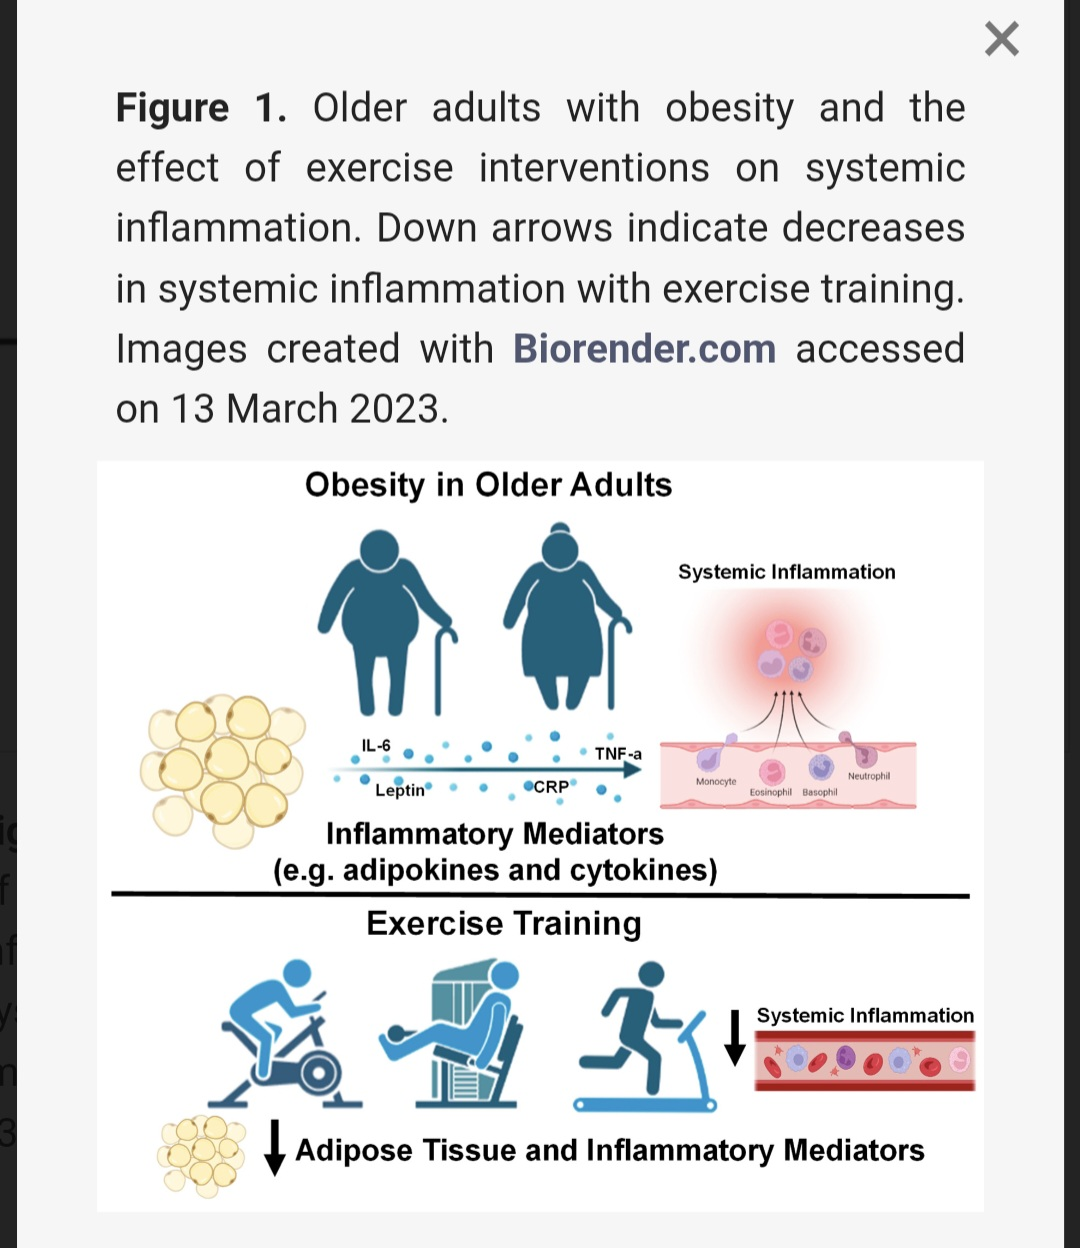 Figure 1. Older adults with obesity and the
effect of exercise interventions on systemic
inflammation. Down arrows indicate decreases
in systemic inflammation with exercise training.
Images created with Biorender.com accessed
on 13 March 2023.
Obesity in Older Adults
Systemic Inflammation
IL-6
TNF-a
Leptin
CRP
Monocyte
Eosinophil
Basophil
Neutrophil
Inflammatory Mediators
(e.g. adipokines and cytokines)
Exercise Training
Systemic Inflammation
Adipose Tissue and Inflammatory Mediators